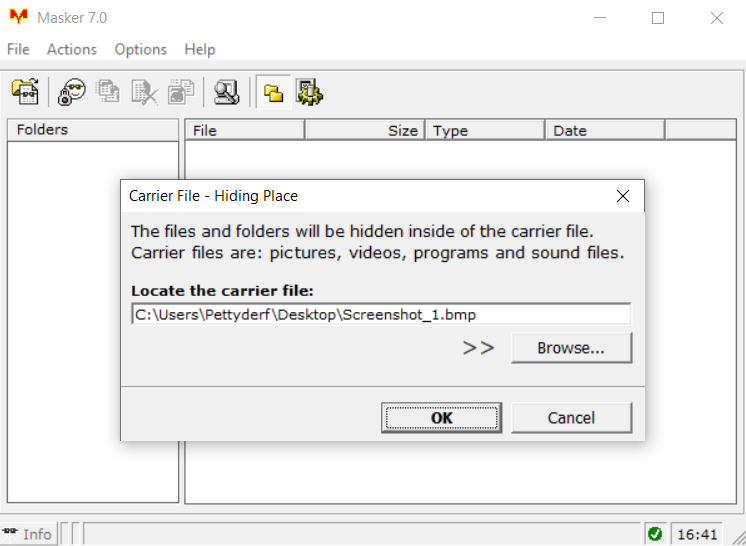 Masker 7.0
File Actions Options Help
Folders
File Size Type Date
Carrier File - Hiding Place
The files and folders will be hidden inside of the carrier file.
Carrier files are: pictures, videos, programs and sound files.
Locate the carrier file:
C:\Users\Pettyderf\Desktop\Screenshot_1.bmp
>> Browse...
OK Cancel
Info 16:41